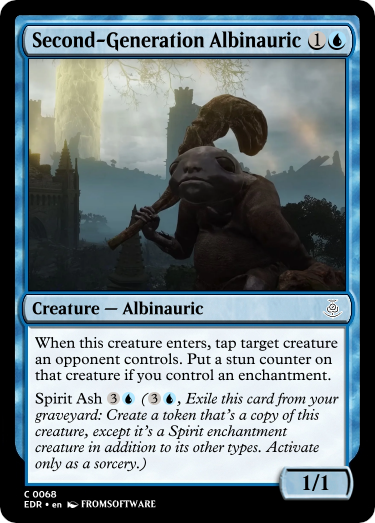 Second-Generation Albinauric 1
Creature — Albinauric
When this creature enters, tap target creature
an opponent controls. Put a stun counter on
that creature if you control an enchantment.
Spirit Ash 3 (3, Exile this card from your
graveyard: Create a token that's a copy of this
creature, except it's a Spirit enchantment
creature in addition to its other types. Activate
only as a sorcery.)
1/1
C 0068
EDR • en FROMSOFTWARE